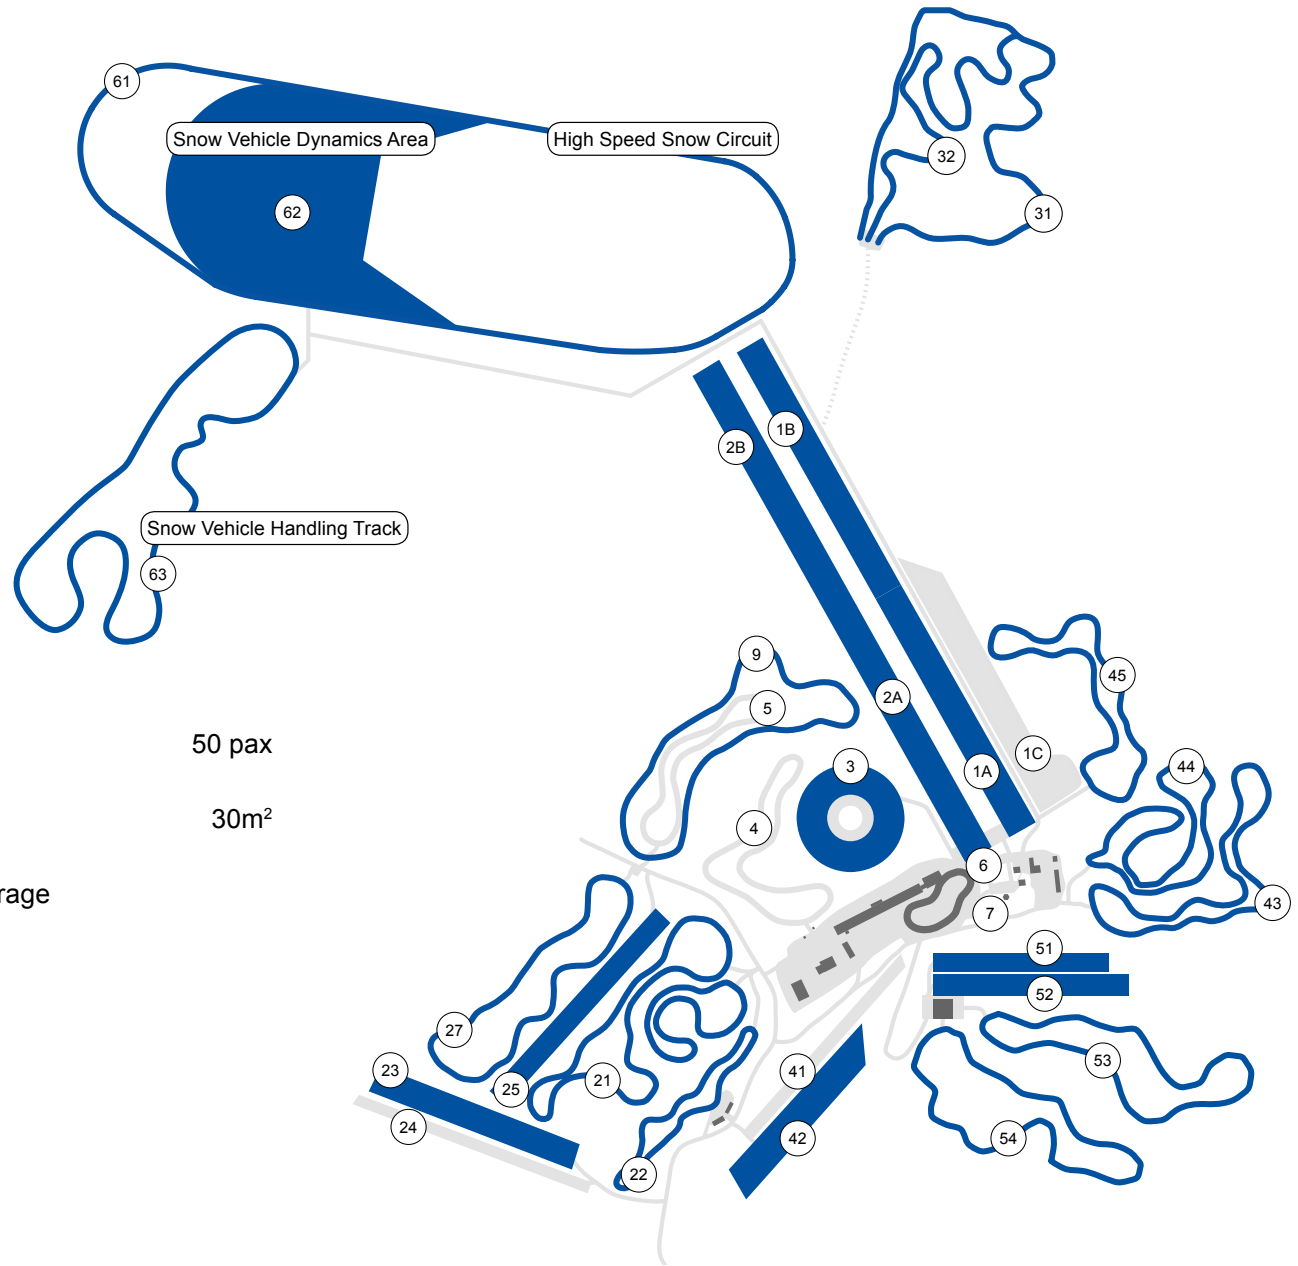 61
Snow Vehicle Dynamics Area
High Speed Snow Circuit
32
62
31
1B
2B
Snow Vehicle Handling Track
63
9
45
2A
5
50 pax
1C
3
44
1A
30m²
4
6
rage
43
7
51
52
27
53
23
41
21
25
24
42
54
22